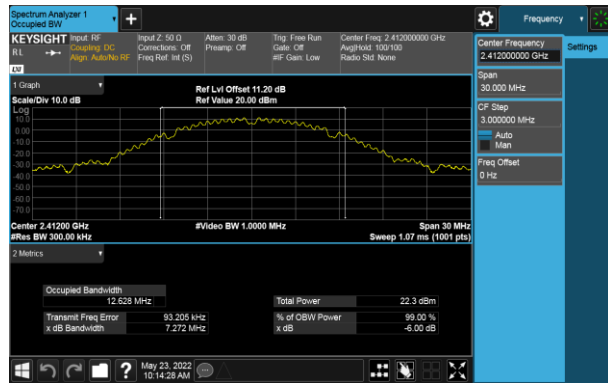 Spectrum Analyzer 1
Occupied BW
+
Frequency
KEYSIGHT
Input: RF
Input Z: 50 Ω
Atten: 30 dB
Trig: Free Run
Center Freq: 2.412000000 GHz
RL
Coupling: DC
Corrections: Off
Preamp: Off
Gate: Off
Avg|Hold: 100/100
Align: Auto/No RF
Freq Ref: Int (S)
#IF Gain: Low
Radio Std: None
LXI
Center Frequency
2.412000000 GHz
Settings
Span
30.000 MHz
CF Step
3.000000 MHz
Auto
Man
Freq Offset
0 Hz
1 Graph
Ref Lvl Offset 11.20 dB
Scale/Div 10.0 dB
Ref Value 20.00 dBm
Log
10.0
0.00
-10.0
-20.0
-30.0
-40.0
-50.0
-60.0
-70.0
Center 2.41200 GHz
#Video BW 1.0000 MHz
Span 30 MHz
#Res BW 300.00 kHz
Sweep 1.07 ms (1001 pts)
2 Metrics
Occupied Bandwidth
12.628 MHz
Total Power
22.3 dBm
Transmit Freq Error
93.205 kHz
% of OBW Power
99.00 %
x dB Bandwidth
7.272 MHz
x dB
-6.00 dB
?
May 23, 2022
10:14:28 AM